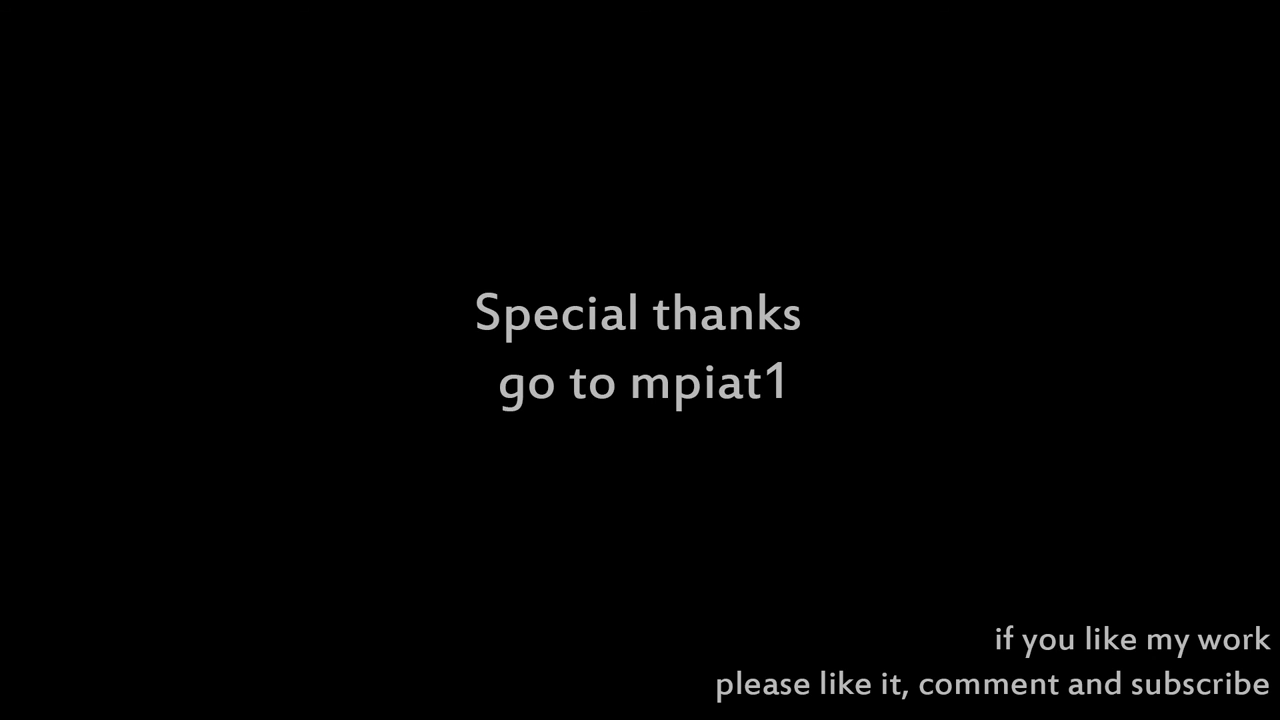 Special thanks
go to mpiat1
if you like my work
please like it, comment and subscribe